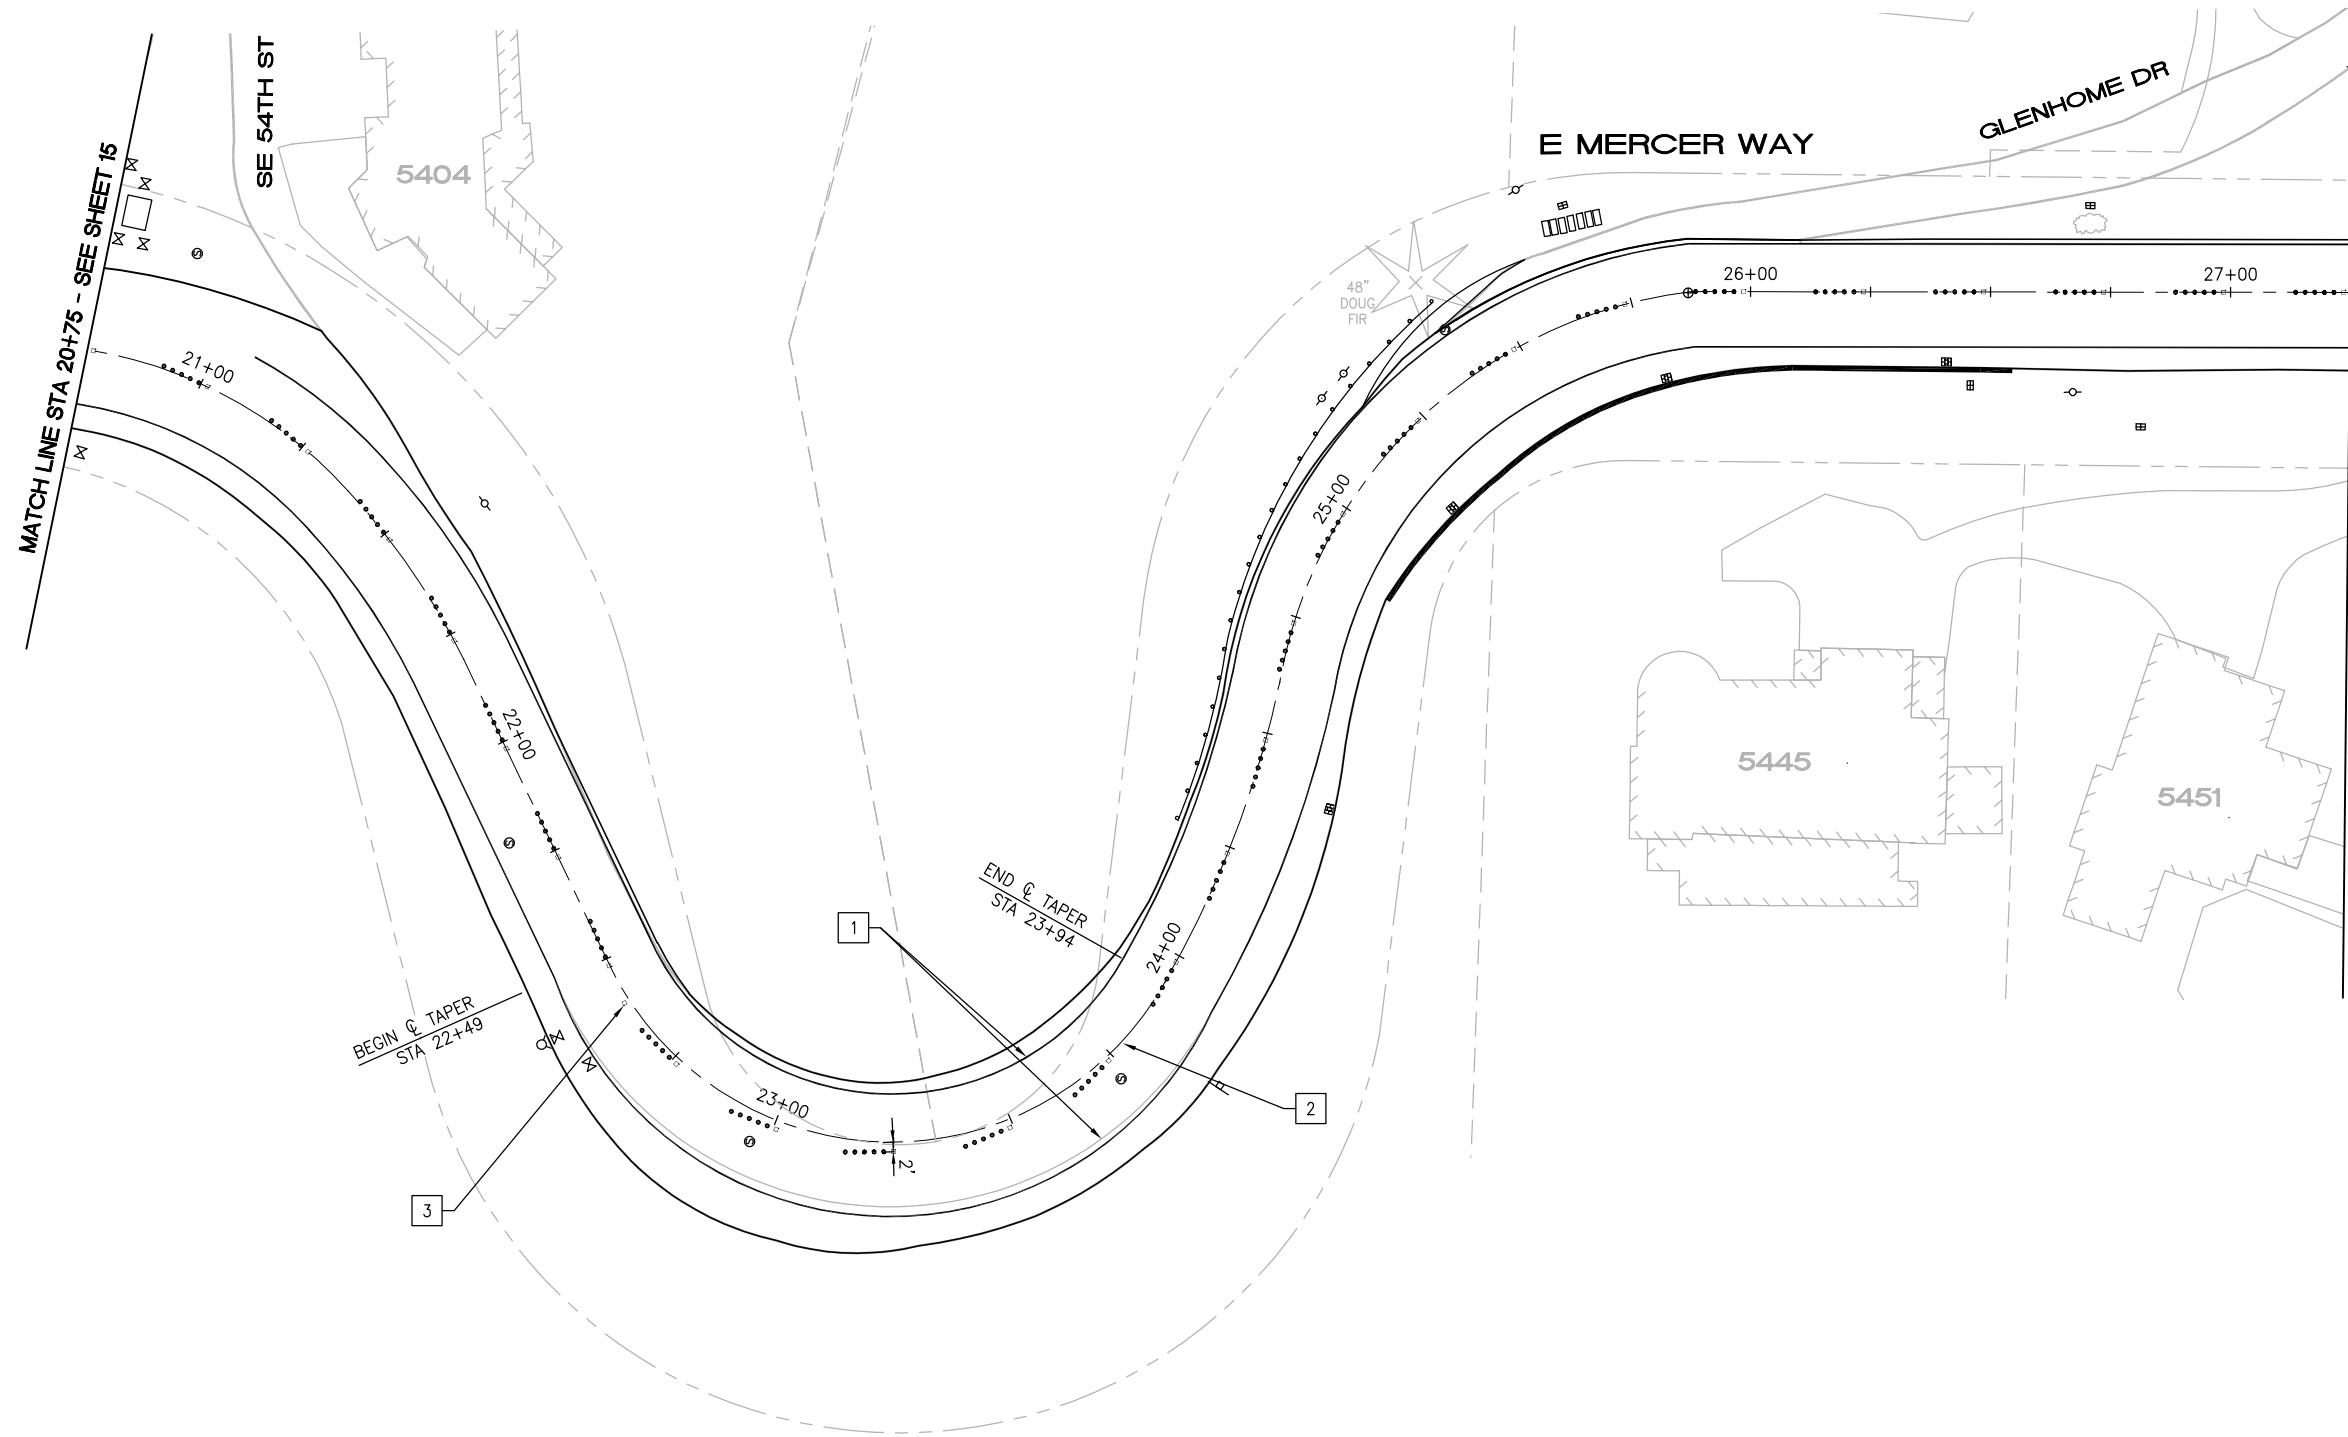 SE 54TH ST
MATCH LINE STA 20+75 - SEE SHEET 15
5404
E MERCER WAY
GLENHOME DR
48"
DOUG
FIR
26+00
27+00
21+00
25+00
22+00
5445
5451
END ℄ TAPER
STA 23+94
1
24+00
BEGIN ℄ TAPER
STA 22+49
23+00
2'
2
3
S
S
S
S
S